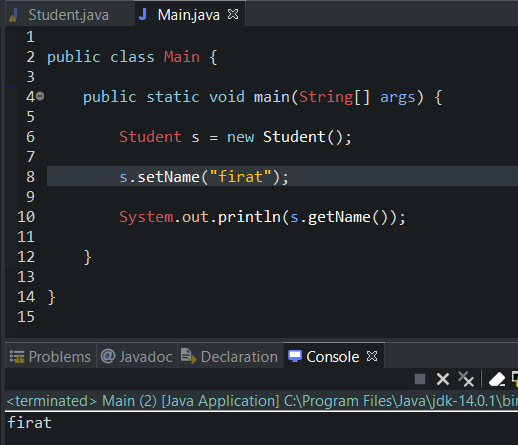 Student.java
Main.java
1
2 public class Main {
3
4 public static void main(String[] args) {
5
6 Student s = new Student();
7
8 s.setName("firat");
9
10 System.out.println(s.getName());
11
12 }
13
14 }
15
Problems @ Javadoc Declaration Console
<terminated> Main (2) [Java Application] C:\Program Files\Java\jdk-14.0.1\bin
firat